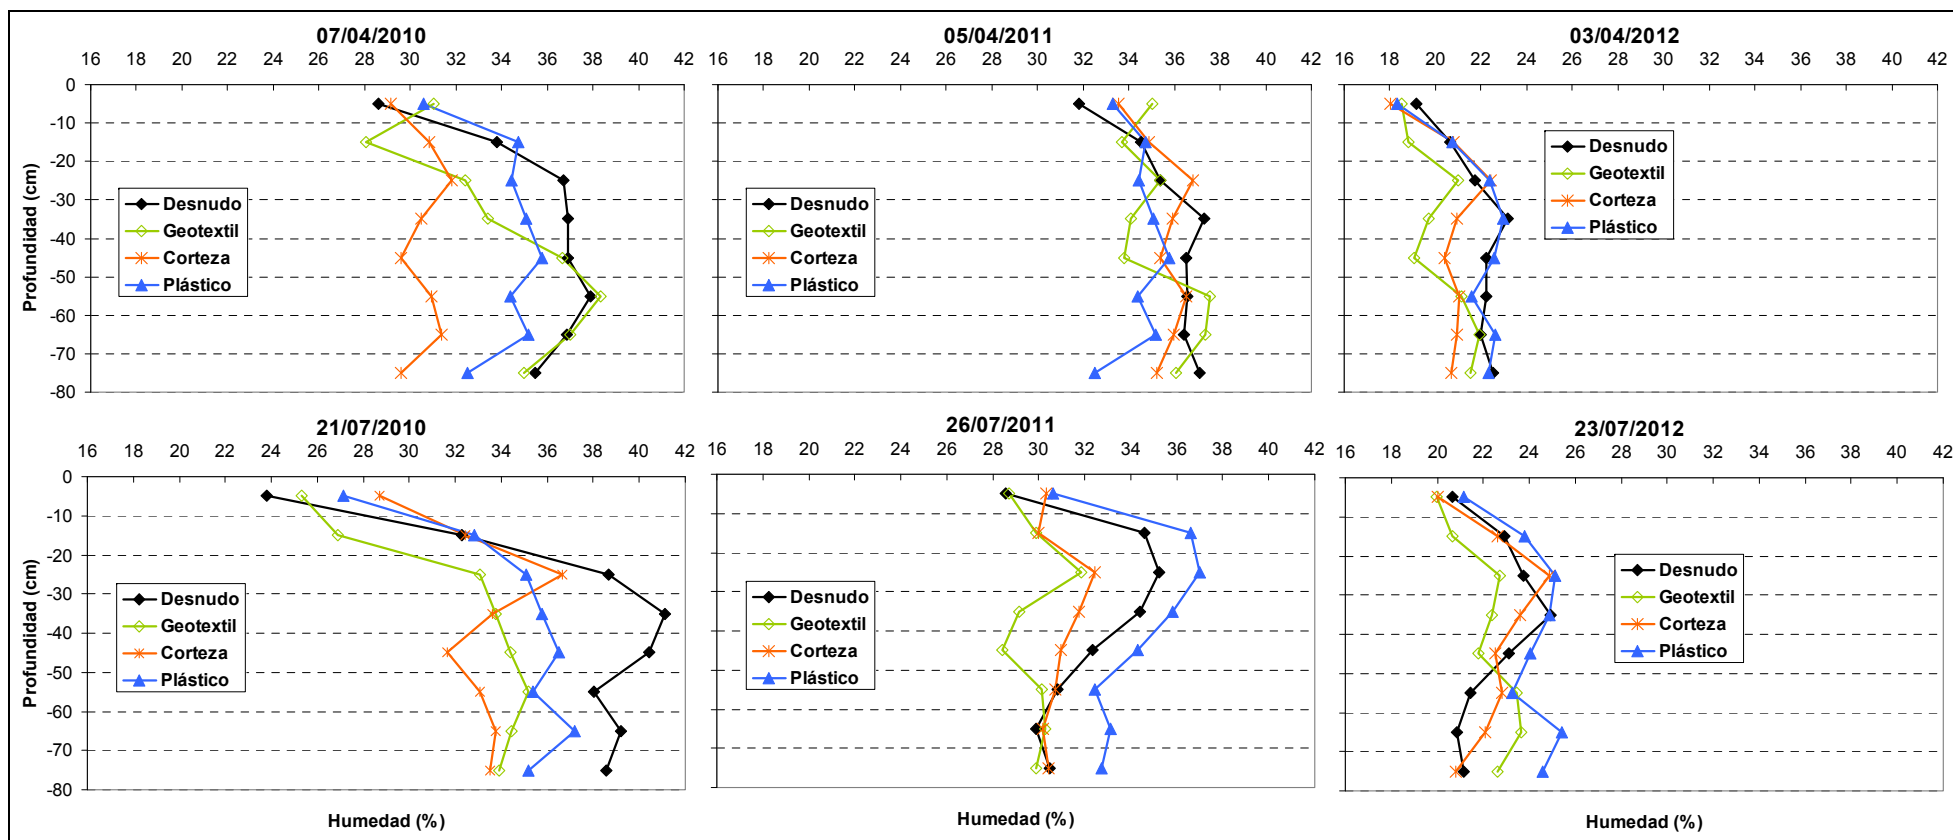 07/04/2010
16 18 20 22 24 26 28 30 32 34 36 38 40 42
0
-10
-20
-30
-40
-50
-60
-70
-80
Profundidad (cm)
Desnudo
Geotextil
Corteza
Plástico
05/04/2011
16 18 20 22 24 26 28 30 32 34 36 38 40 42
Desnudo
Geotextil
Corteza
Plástico
03/04/2012
16 18 20 22 24 26 28 30 32 34 36 38 40 42
Desnudo
Geotextil
Corteza
Plástico
21/07/2010
16 18 20 22 24 26 28 30 32 34 36 38 40 42
0
-10
-20
-30
-40
-50
-60
-70
-80
Profundidad (cm)
Desnudo
Geotextil
Corteza
Plástico
Humedad (%)
26/07/2011
16 18 20 22 24 26 28 30 32 34 36 38 40 42
Desnudo
Geotextil
Corteza
Plástico
Humedad (%)
23/07/2012
16 18 20 22 24 26 28 30 32 34 36 38 40 42
Desnudo
Geotextil
Corteza
Plástico
Humedad (%)